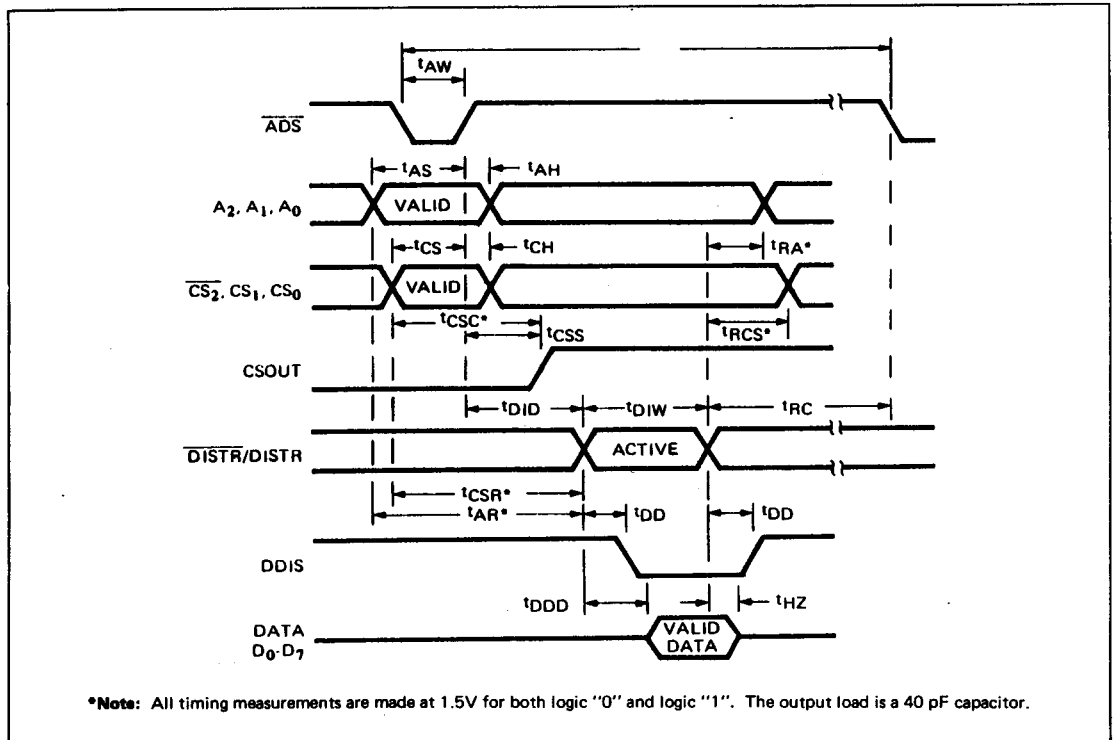 tAW
ADS
tAS
tAH
A2, A1, A0
VALID
tCS
tCH
tRA*
CS2, CS1, CS0
VALID
tCSC*
tRCS*
tCSS
CSOUT
tDID
tDIW
tRC
DISTR/DISTR
ACTIVE
tCSR*
tAR*
tDD
tDD
DDIS
tDDD
tHZ
DATA
D0-D7
VALID
DATA
*Note: All timing measurements are made at 1.5V for both logic "0" and logic "1". The output load is a 40 pF capacitor.